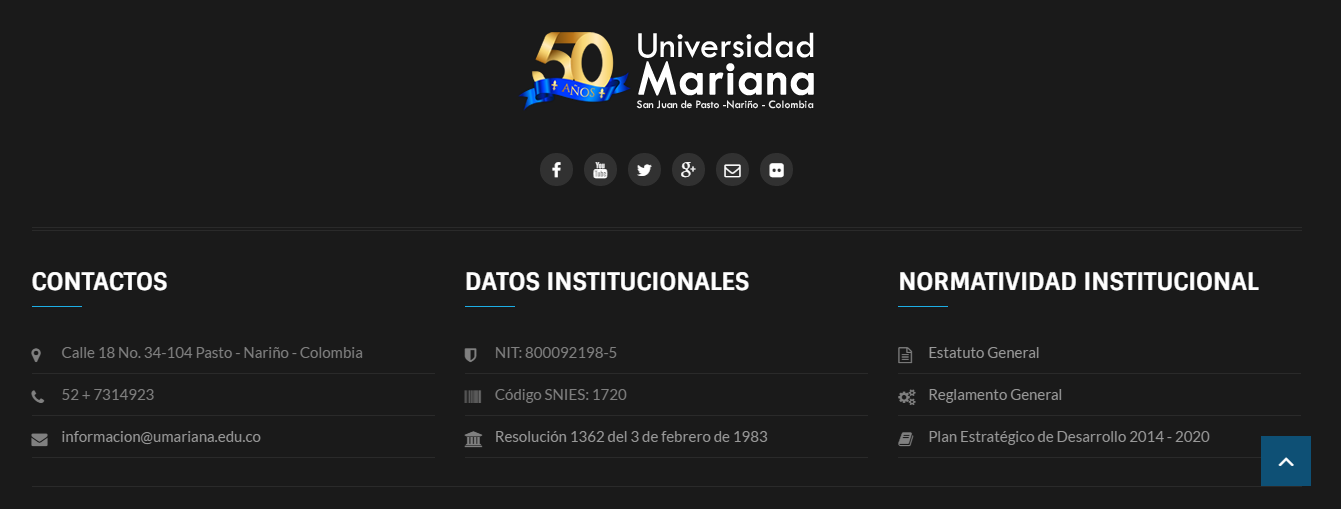 50
AÑOS
Universidad
Mariana
San Juan de Pasto -Nariño - Colombia
You
Tube
g+
CONTACTOS
Calle 18 No. 34-104 Pasto - Nariño - Colombia
52 + 7314923
informacion@umariana.edu.co
DATOS INSTITUCIONALES
NIT: 800092198-5
Código SNIES: 1720
Resolución 1362 del 3 de febrero de 1983
NORMATIVIDAD INSTITUCIONAL
Estatuto General
Reglamento General
Plan Estratégico de Desarrollo 2014 - 2020